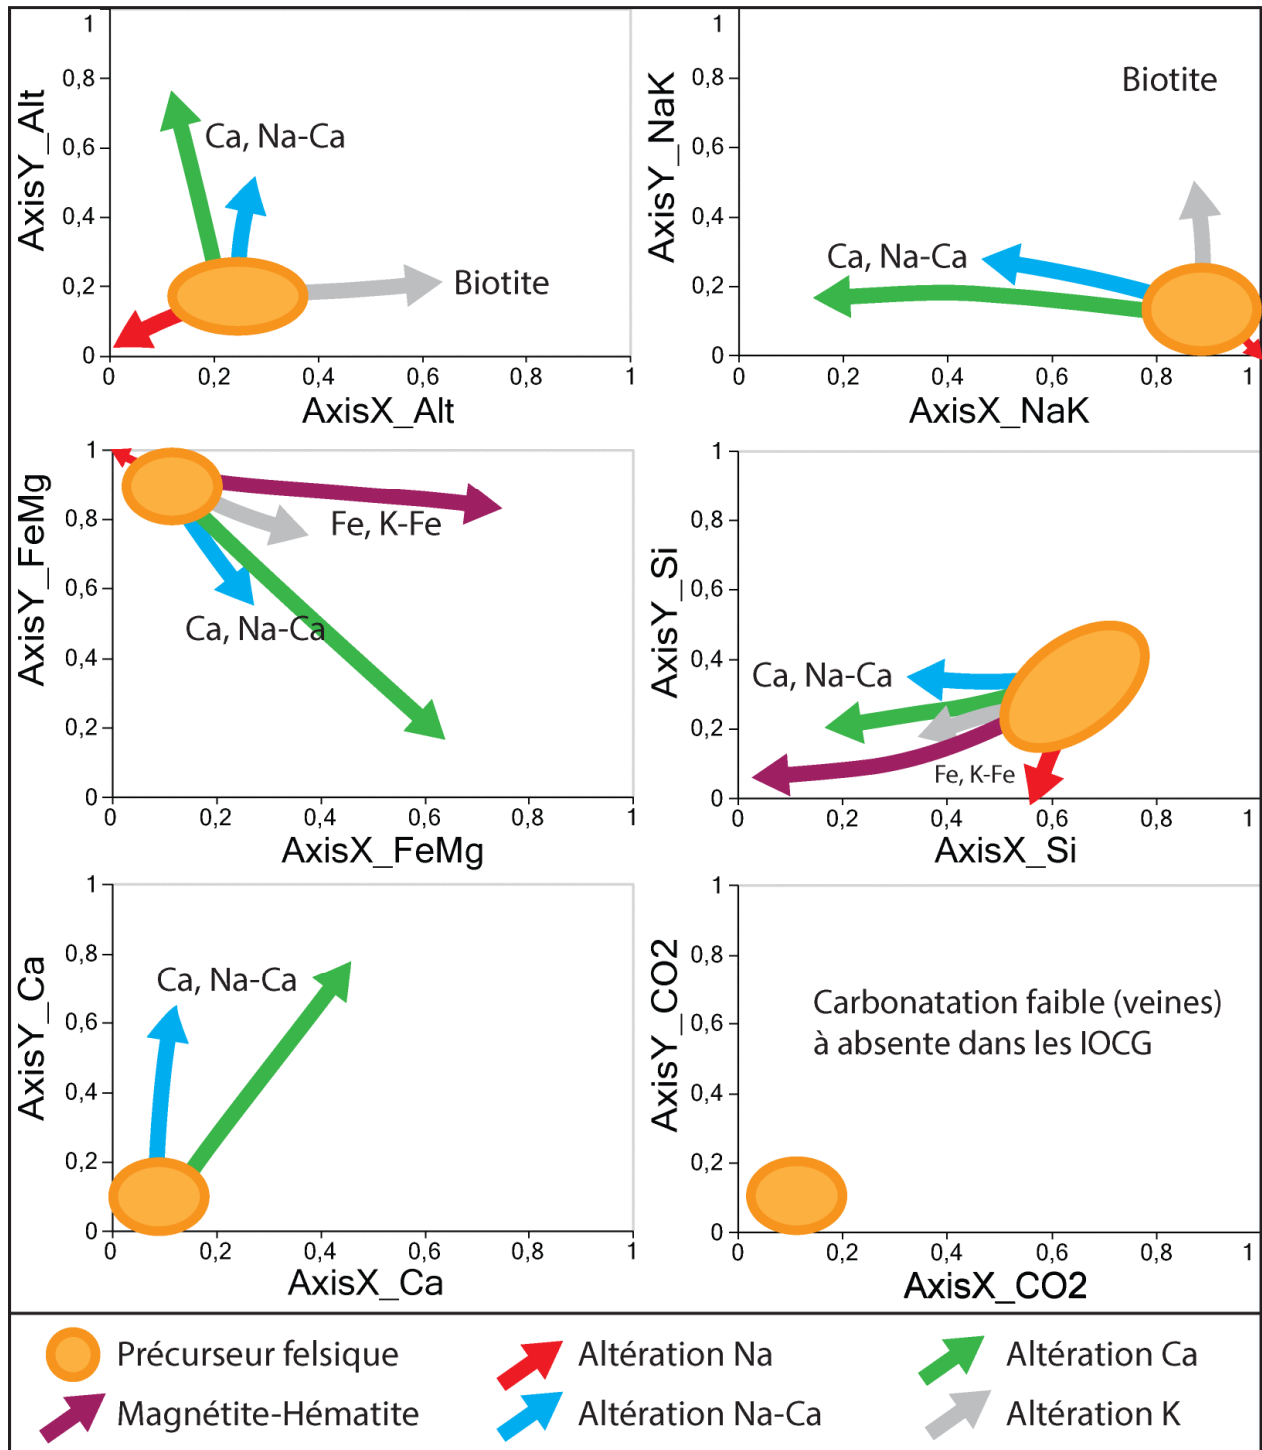 1
0,8
0,6
0,4
0,2
0
AxisY_Alt
Ca, Na-Ca
Biotite
0 0,2 0,4 0,6 0,8 1
AxisX_Alt
1
0,8
0,6
0,4
0,2
0
AxisY_NaK
Biotite
Ca, Na-Ca
0 0,2 0,4 0,6 0,8 1
AxisX_NaK
1
0,8
0,6
0,4
0,2
0
AxisY_FeMg
Fe, K-Fe
Ca, Na-Ca
0 0,2 0,4 0,6 0,8 1
AxisX_FeMg
1
0,8
0,6
0,4
0,2
0
AxisY_Si
Ca, Na-Ca
Fe, K-Fe
0 0,2 0,4 0,6 0,8 1
AxisX_Si
1
0,8
0,6
0,4
0,2
0
AxisY_Ca
Ca, Na-Ca
0 0,2 0,4 0,6 0,8 1
AxisX_Ca
1
0,8
0,6
0,4
0,2
0
AxisY_CO2
Carbonatation faible (veines)
à absente dans les IOCG
0 0,2 0,4 0,6 0,8 1
AxisX_CO2
Précurseur felsique
Altération Na
Altération Ca
Magnétite-Hématite
Altération Na-Ca
Altération K